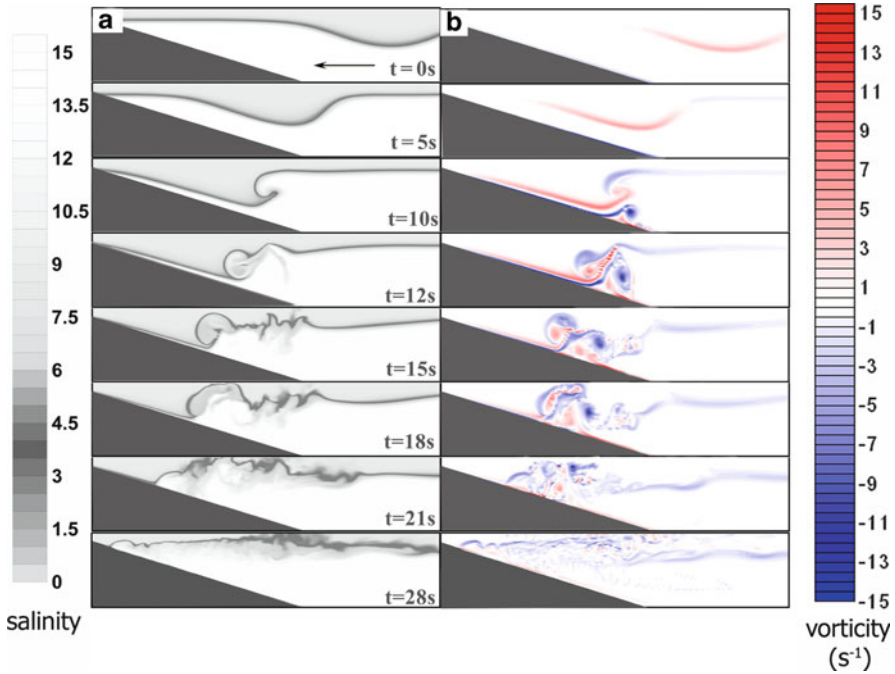 a
b
15
13.5
12
10.5
9
7.5
6
4.5
3
1.5
0
salinity
t = 0s
t = 5s
t=10s
t=12s
t=15s
t=18s
t=21s
t=28s
15
13
11
9
7
5
3
1
-1
-3
-5
-7
-9
-11
-13
-15
vorticity
(s⁻¹)